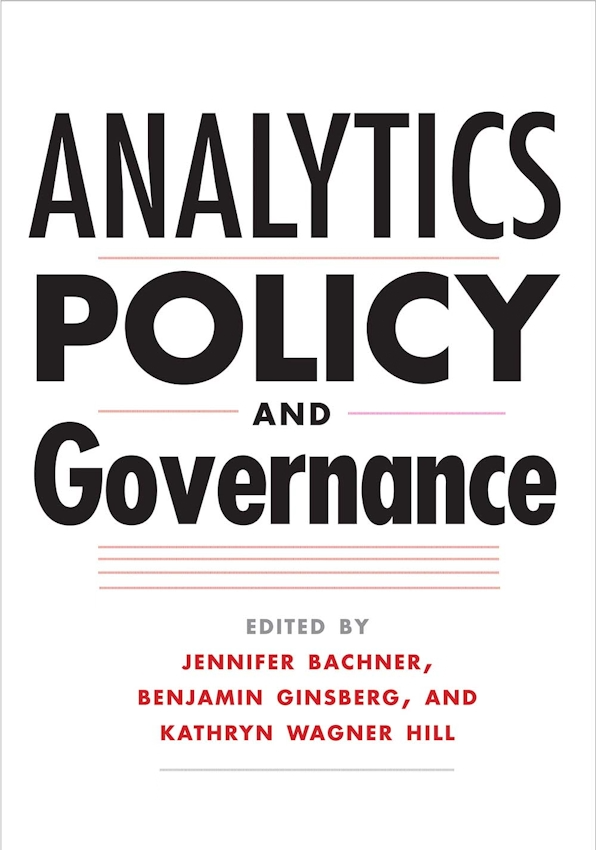 ANALYTICS
POLICY
AND
Governance
EDITED BY
JENNIFER BACHNER,
BENJAMIN GINSBERG, AND
KATHRYN WAGNER HILL